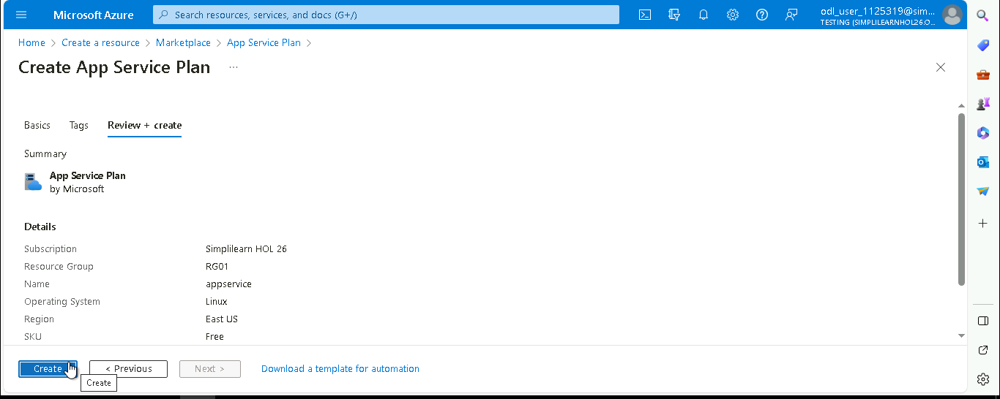 Microsoft Azure
Search resources, services, and docs (G+/)
odl_user_1125319@sim...
TESTING (SIMPLILEARNHOL26.O...
Home > Create a resource > Marketplace > App Service Plan >
Create App Service Plan ...
Basics Tags Review + create
Summary
App Service Plan
by Microsoft
Details
Subscription Simplilearn HOL 26
Resource Group RG01
Name appservice
Operating System Linux
Region East US
SKU Free
Create < Previous Next > Download a template for automation
Create